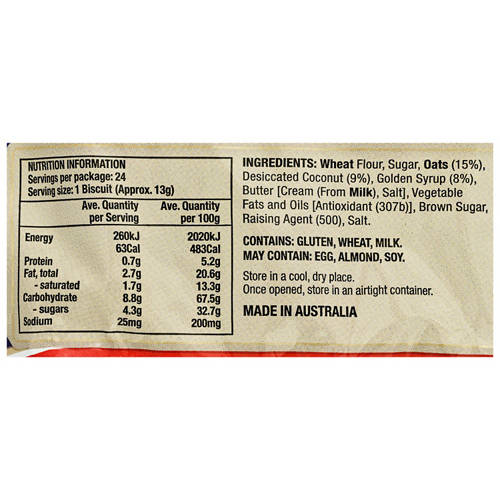 NUTRITION INFORMATION
Servings per package: 24
Serving size: 1 Biscuit (Approx. 13g)
Ave. Quantity per Serving Ave. Quantity per 100g
Energy 260kJ 2020kJ
63Cal 483Cal
Protein 0.7g 5.2g
Fat, total 2.7g 20.6g
- saturated 1.7g 13.3g
Carbohydrate 8.8g 67.5g
- sugars 4.3g 32.7g
Sodium 25mg 200mg
INGREDIENTS: Wheat Flour, Sugar, Oats (15%),
Desiccated Coconut (9%), Golden Syrup (8%),
Butter [Cream (From Milk), Salt], Vegetable
Fats and Oils [Antioxidant (307b)], Brown Sugar,
Raising Agent (500), Salt.
CONTAINS: GLUTEN, WHEAT, MILK.
MAY CONTAIN: EGG, ALMOND, SOY.
Store in a cool, dry place.
Once opened, store in an airtight container.
MADE IN AUSTRALIA